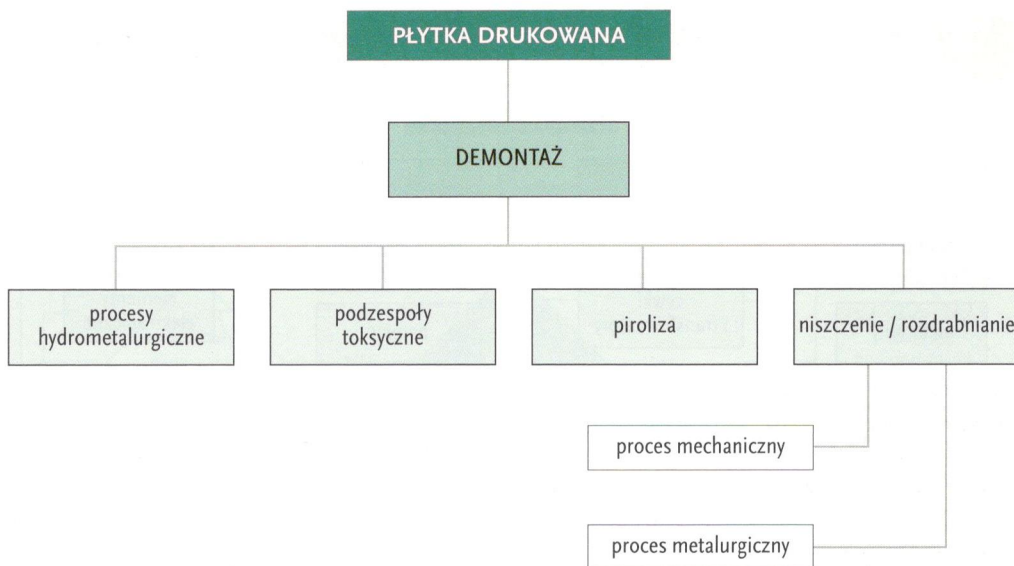 PŁYTKA DRUKOWANA
DEMONTAŻ
procesy
hydrometalurgiczne
podzespoły
toksyczne
piroliza
niszczenie / rozdrabnianie
proces mechaniczny
proces metalurgiczny